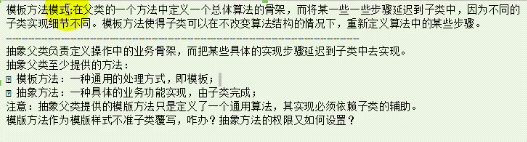 模板方法模式:在父类的一个方法中定义一个总体算法的骨架，而将某一些一些步骤延迟到子类中，因为不同的
子类实现细节不同。模板方法使得子类可以在不改变算法结构的情况下，重新定义算法中的某些步骤。
----------------------------------------------------------------
抽象父类负责定义操作中的业务骨架，而把某些具体的实现步骤延迟到子类中去实现。
抽象父类至少提供的方法：
模板方法：一种通用的处理方式，即模板；
抽象方法：一种具体的业务功能实现，由子类完成；
注意：抽象父类提供的模版方法只是定义了一个通用算法，其实现必须依赖子类的辅助。
模版方法作为模版样式不准子类覆写，咋办？抽象方法的权限又如何设置？